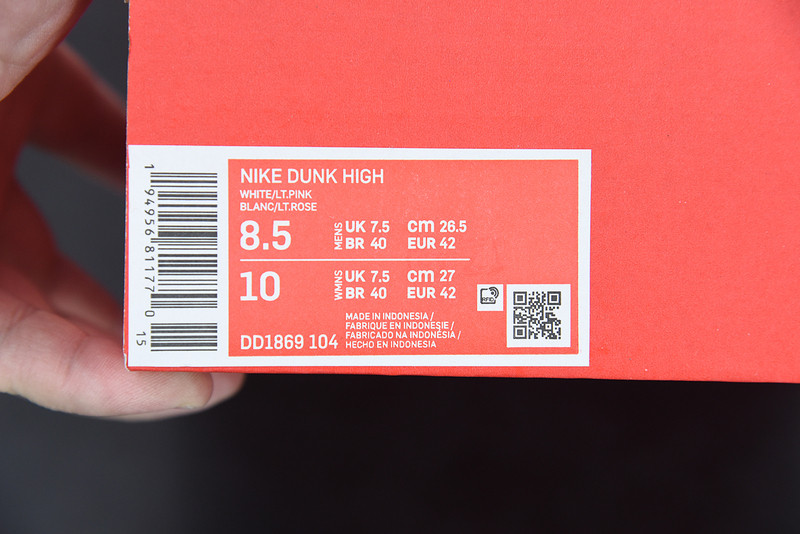 NIKE DUNK HIGH
WHITE/LT.PINK
BLANC/LT.ROSE
8.5 MENS UK 7.5 cm 26.5
BR 40 EUR 42
10 WMNS UK 7.5 cm 27
BR 40 EUR 42
RFID
MADE IN INDONESIA /
FABRIQUE EN INDONÉSIE /
FABRICADO NA INDONÉSIA /
HECHO EN INDONESIA
DD1869 104
1 94956 81177 0 15